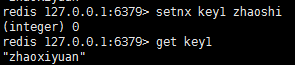 redis 127.0.0.1:6379> setnx key1 zhaoshi
(integer) 0
redis 127.0.0.1:6379> get key1
"zhaoxiyuan"